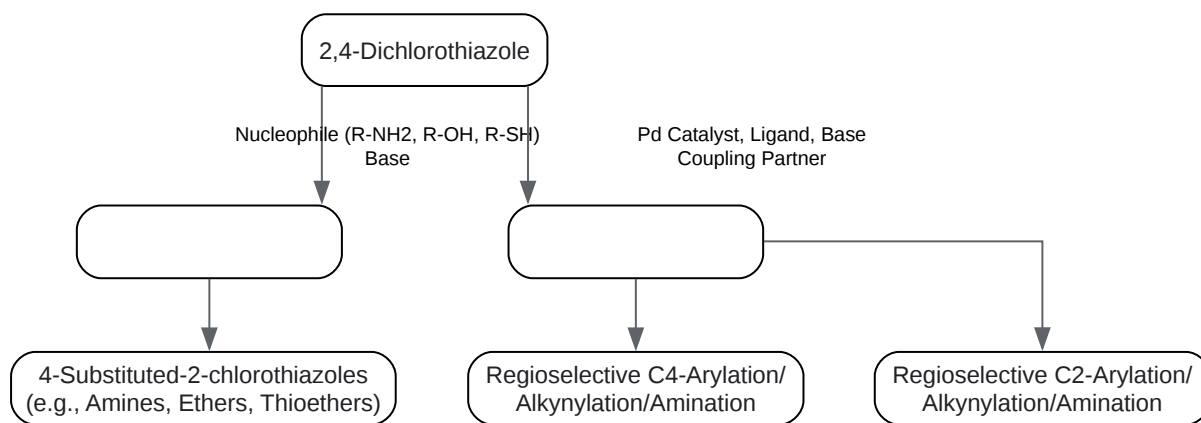 2,4-Dichlorothiazole
Nucleophile (R-NH2, R-OH, R-SH)
Base
Pd Catalyst, Ligand, Base
Coupling Partner
4-Substituted-2-chlorothiazoles
(e.g., Amines, Ethers, Thioethers)
Regioselective C4-Arylation/
Alkynylation/Amination
Regioselective C2-Arylation/
Alkynylation/Amination